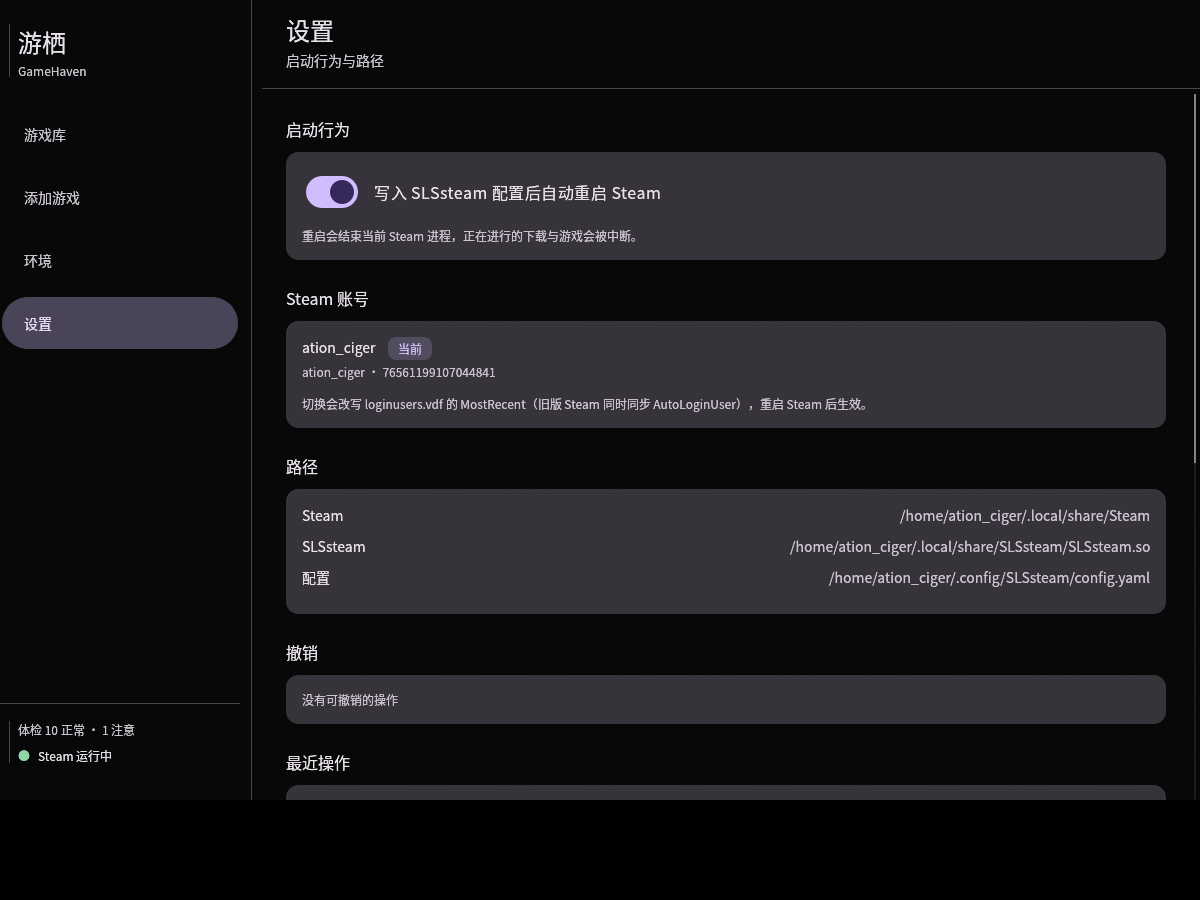 游栖
GameHaven
游戏库
添加游戏
环境
设置
体检 10 正常 · 1 注意
Steam 运行中
设置
启动行为与路径
启动行为
写入 SLSsteam 配置后自动重启 Steam
重启会结束当前 Steam 进程，正在进行的下载与游戏会被中断。
Steam 账号
ation_ciger 当前
ation_ciger · 76561199107044841
切换会改写 loginusers.vdf 的 MostRecent（旧版 Steam 同时同步 AutoLoginUser），重启 Steam 后生效。
路径
Steam /home/ation_ciger/.local/share/Steam
SLSsteam /home/ation_ciger/.local/share/SLSsteam/SLSsteam.so
配置 /home/ation_ciger/.config/SLSsteam/config.yaml
撤销
没有可撤销的操作
最近操作